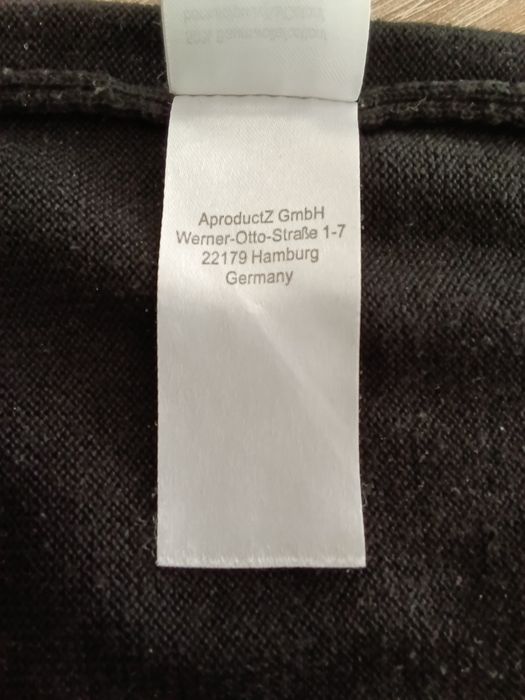 AproductZ GmbH
Werner-Otto-Straße 1-7
22179 Hamburg
Germany